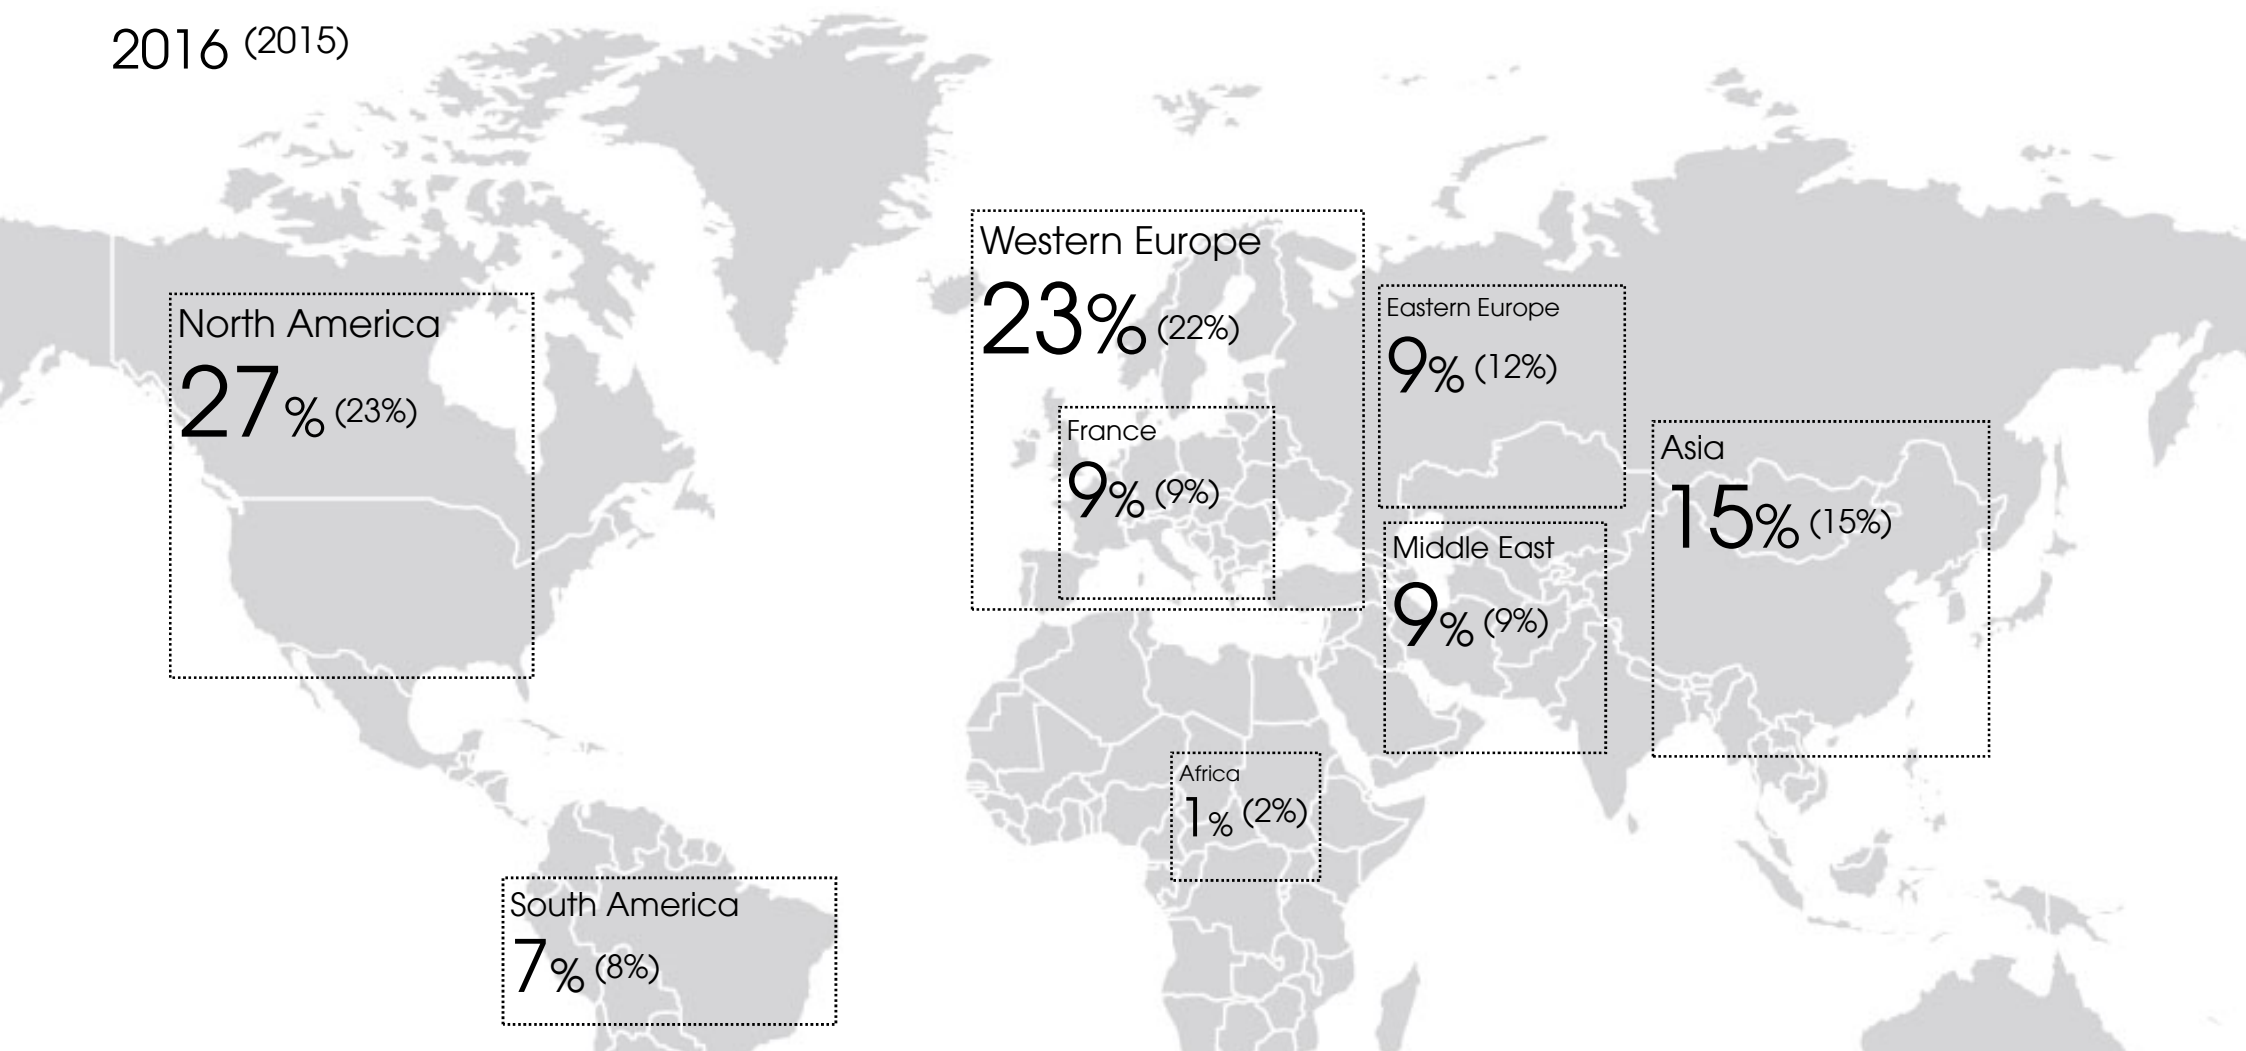 2016 (2015)
Western Europe
23% (22%)
North America
27% (23%)
Eastern Europe
9% (12%)
France
9% (9%)
Asia
15% (15%)
Middle East
9% (9%)
Africa
1% (2%)
South America
7% (8%)